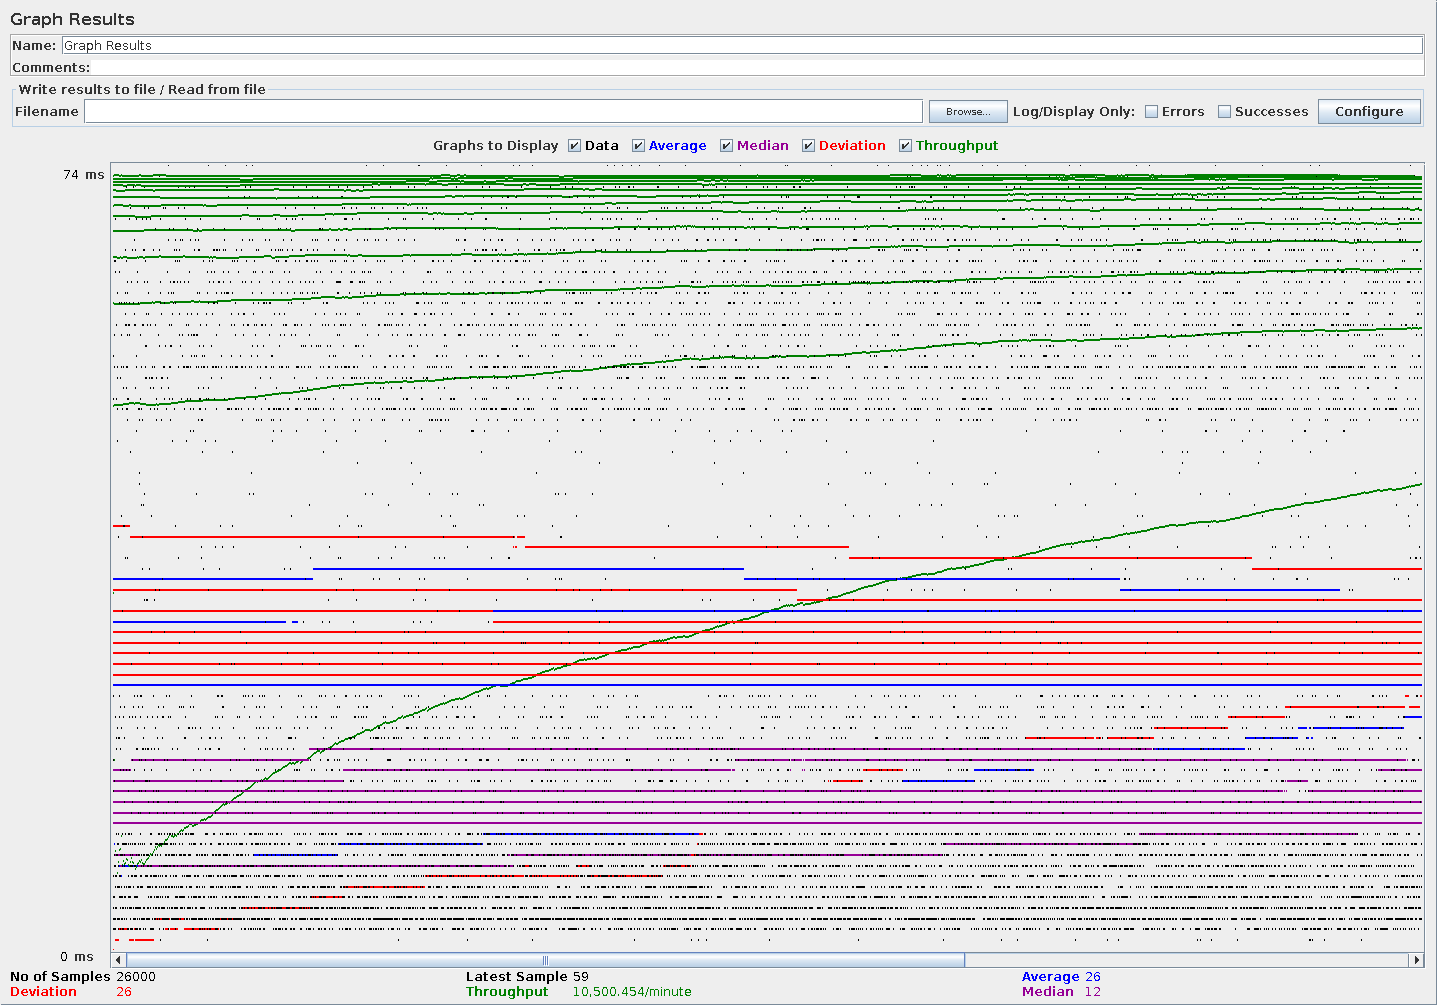 Graph Results
Name: Graph Results
Comments:
Write results to file / Read from file
Filename Browse... Log/Display Only: Errors Successes Configure
Graphs to Display Data Average Median Deviation Throughput
74 ms
0 ms
No of Samples 26000 Latest Sample 59 Average 26
Deviation 26 Throughput 10,500.454/minute Median 12